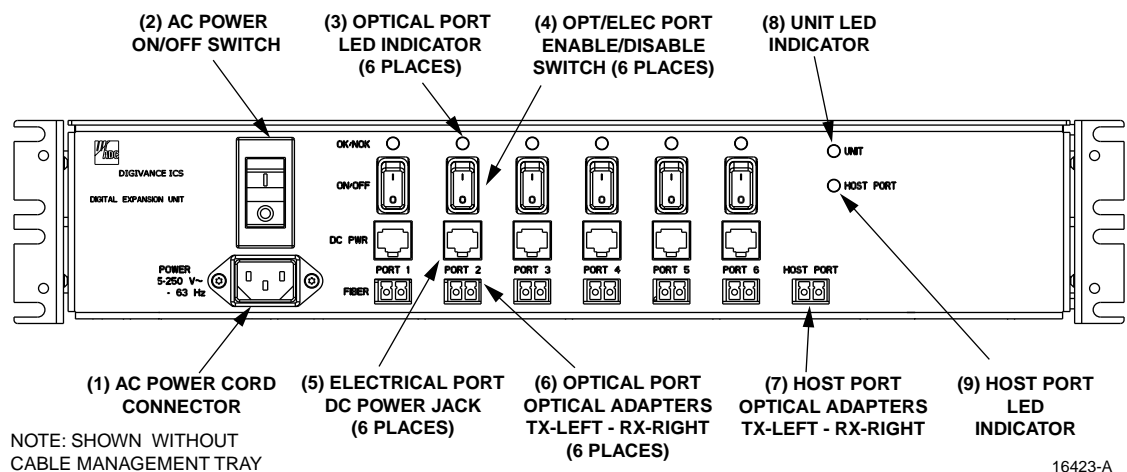 (2) AC POWER
ON/OFF SWITCH
(3) OPTICAL PORT
LED INDICATOR
(6 PLACES)
(4) OPT/ELEC PORT
ENABLE/DISABLE
SWITCH (6 PLACES)
(8) UNIT LED
INDICATOR
ADC
DIGIVANCE ICS
DIGITAL EXPANSION UNIT
OK/NOK
ON/OFF
DC PWR
UNIT
HOST PORT
PORT 1 PORT 2 PORT 3 PORT 4 PORT 5 PORT 6 HOST PORT
POWER
5-250 V~
- 63 Hz
FIBER
(1) AC POWER CORD
CONNECTOR
(5) ELECTRICAL PORT
DC POWER JACK
(6 PLACES)
(6) OPTICAL PORT
OPTICAL ADAPTERS
TX-LEFT - RX-RIGHT
(6 PLACES)
(7) HOST PORT
OPTICAL ADAPTERS
TX-LEFT - RX-RIGHT
(9) HOST PORT
LED
INDICATOR
NOTE: SHOWN WITHOUT
CABLE MANAGEMENT TRAY
16423-A